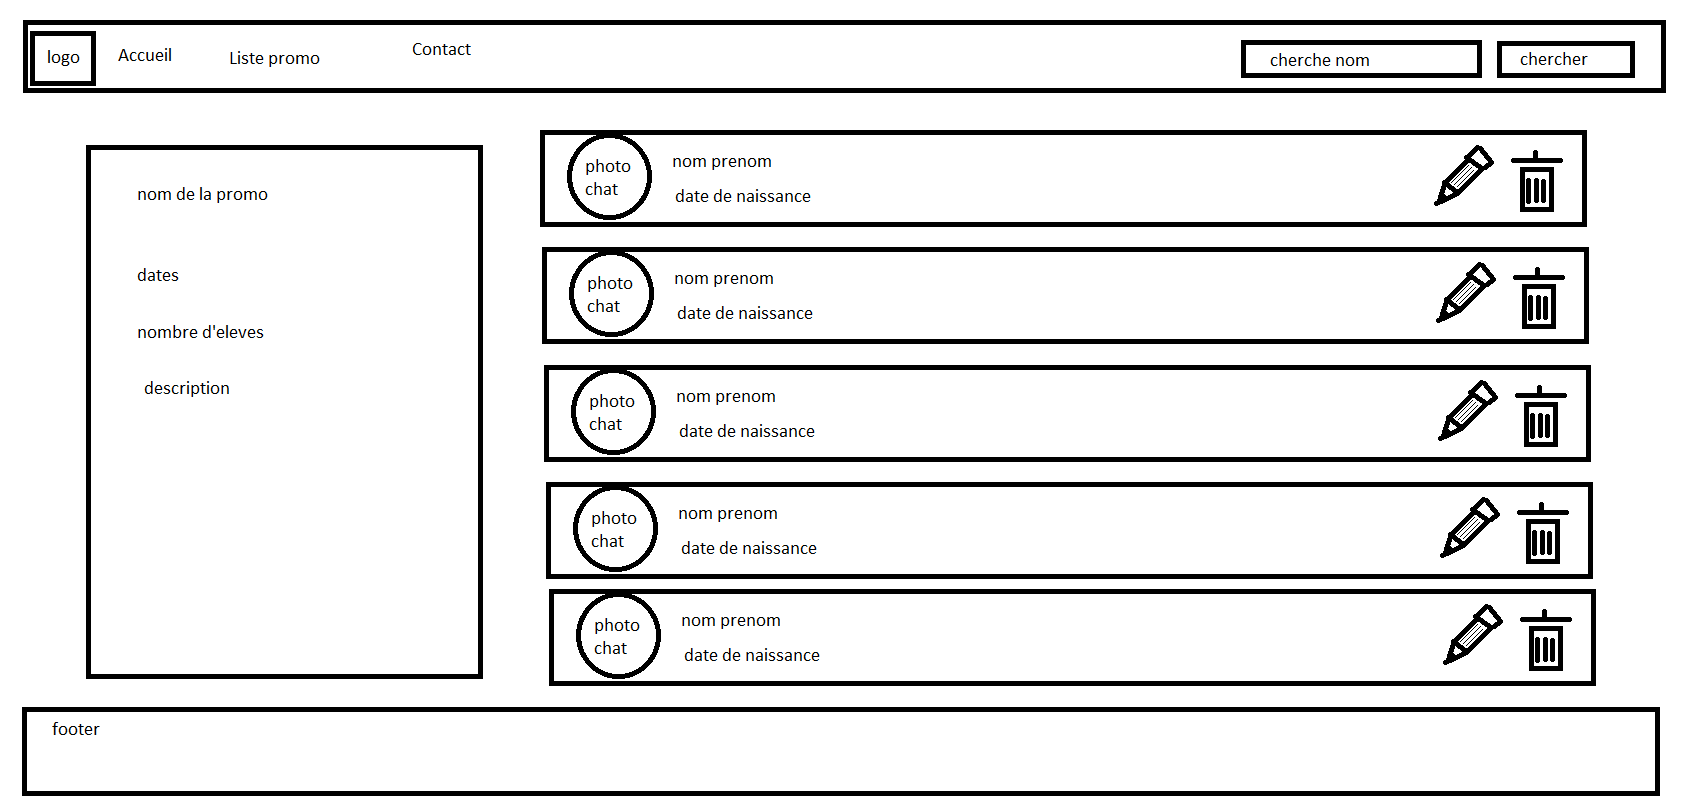 logo
Accueil
Liste promo
Contact
cherche nom
chercher
nom de la promo
dates
nombre d'eleves
description
photo
chat
nom prenom
date de naissance
photo
chat
nom prenom
date de naissance
photo
chat
nom prenom
date de naissance
photo
chat
nom prenom
date de naissance
photo
chat
nom prenom
date de naissance
footer